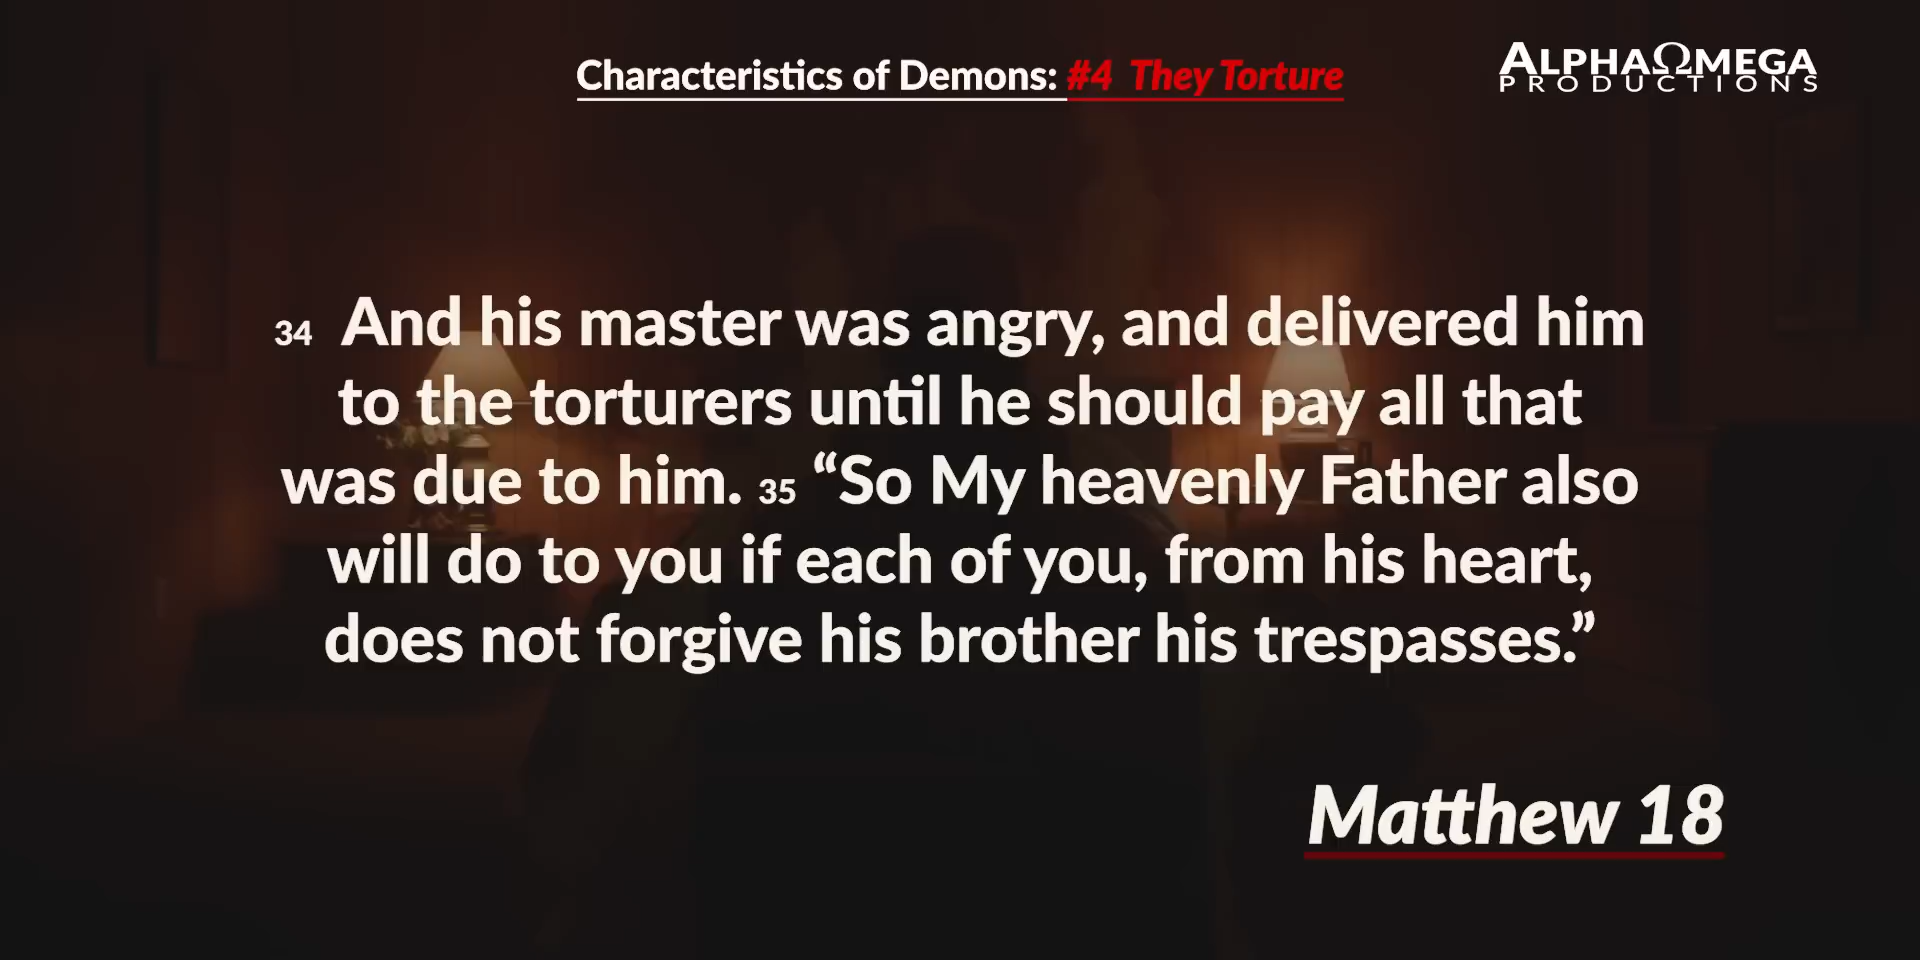 Characteristics of Demons: #4 They Torture
ALPHAΩMEGA
PRODUCTIONS
34 And his master was angry, and delivered him
to the torturers until he should pay all that
was due to him. 35 “So My heavenly Father also
will do to you if each of you, from his heart,
does not forgive his brother his trespasses.”
Matthew 18